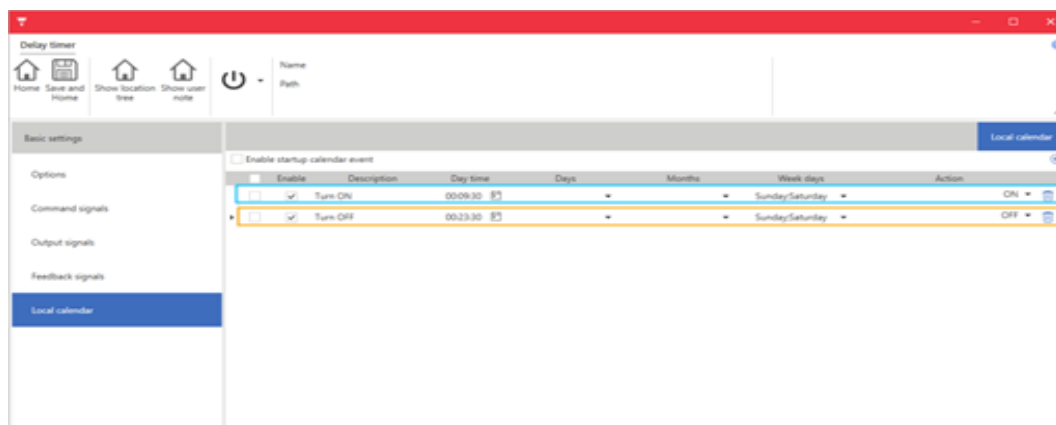 Delay timer
Home
Save and Home
Show location tree
Show user note
Name
Path
Basic settings
Local calendar
Options
Command signals
Output signals
Feedback signals
Local calendar
Enable startup calendar event
Enable Description Day time Days Months Week days Action
Turn ON 00:09:30 Sunday;Saturday ON
Turn OFF 00:23:30 Sunday;Saturday OFF